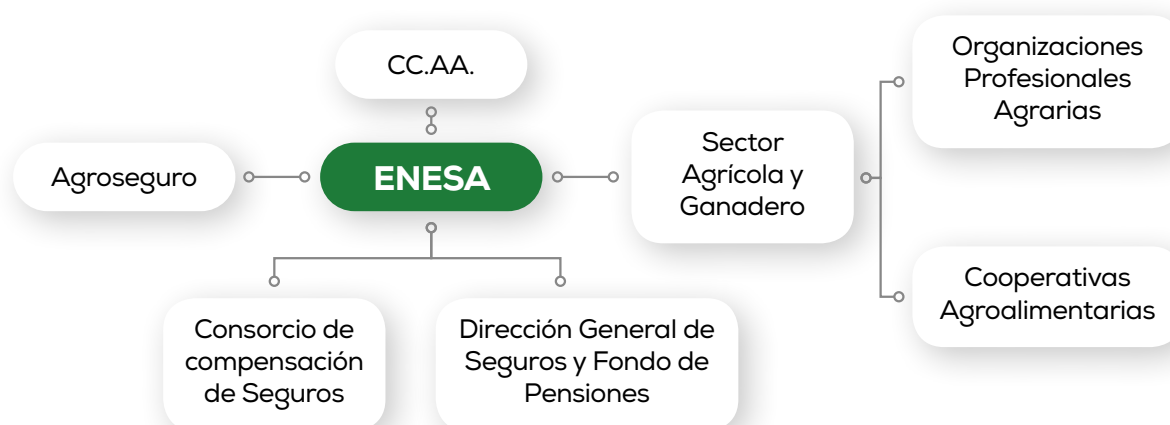 CC.AA.
Agroseguro
ENESA
Sector
Agrícola y
Ganadero
Organizaciones
Profesionales
Agrarias
Cooperativas
Agroalimentarias
Consorcio de
compensación
de Seguros
Dirección General de
Seguros y Fondo de
Pensiones